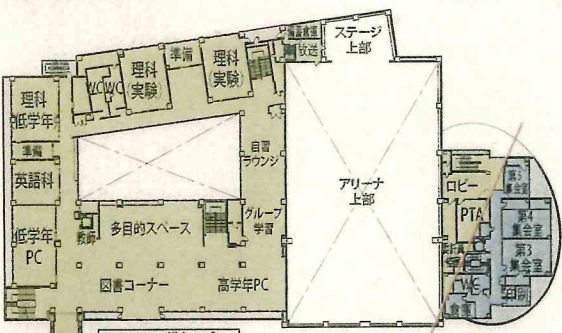 ステージ
上部
放送
準備
理科
(実験)
理科
(実験)
WC
WC
理科
低学年
準備
英語科
低学年
PC
自習
ラウンジ
グループ
学習
教師
多目的スペース
図書コーナー
高学年PC
アリーナ
上部
ロビー
PTA
第5
集会室
第4
集会室
第3
集会室
WC
印刷
倉庫